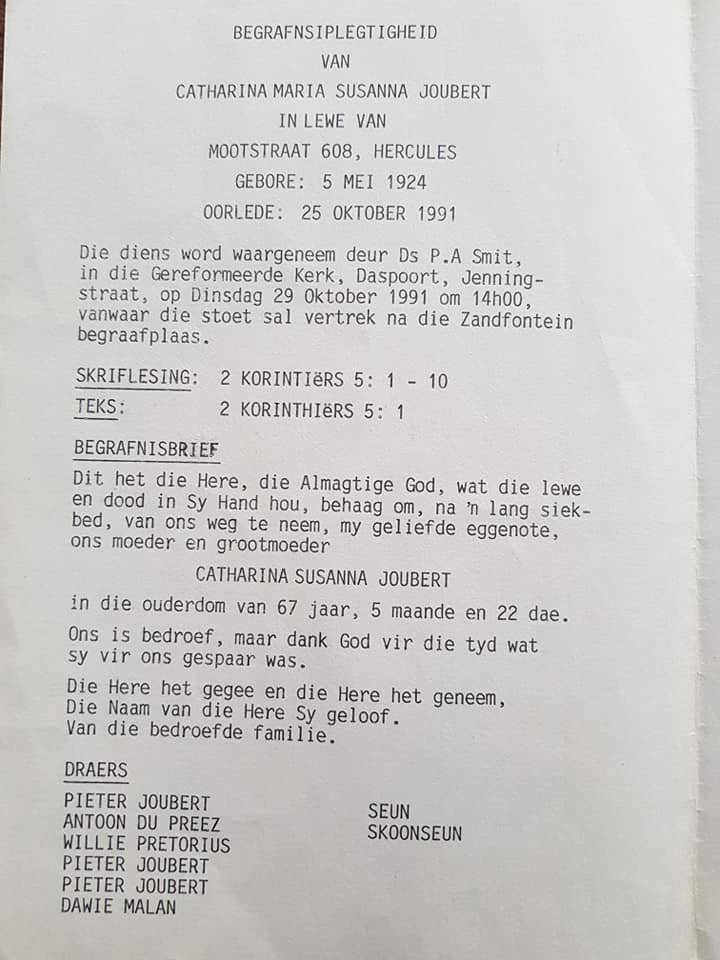 BEGRAFNSIPLEGTIGHEID
VAN
CATHARINA MARIA SUSANNA JOUBERT
IN LEWE VAN
MOOTSTRAAT 608, HERCULES
GEBORE: 5 MEI 1924
OORLEDE: 25 OKTOBER 1991
Die diens word waargeneem deur Ds P.A Smit,
in die Gereformeerde Kerk, Daspoort, Jenning-
straat, op Dinsdag 29 Oktober 1991 om 14h00,
vanwaar die stoet sal vertrek na die Zandfontein
begraafplaas.
SKRIFLESING: 2 KORINTIëRS 5: 1 - 10
TEKS: 2 KORINTHIëRS 5: 1
BEGRAFNISBRIEF
Dit het die Here, die Almagtige God, wat die lewe
en dood in Sy Hand hou, behaag om, na 'n lang siek-
bed, van ons weg te neem, my geliefde eggenote,
ons moeder en grootmoeder
CATHARINA SUSANNA JOUBERT
in die ouderdom van 67 jaar, 5 maande en 22 dae.
Ons is bedroef, maar dank God vir die tyd wat
sy vir ons gespaar was.
Die Here het gegee en die Here het geneem,
Die Naam van die Here Sy geloof.
Van die bedroefde familie.
DRAERS
PIETER JOUBERT SEUN
ANTOON DU PREEZ SKOONSEUN
WILLIE PRETORIUS
PIETER JOUBERT
PIETER JOUBERT
DAWIE MALAN